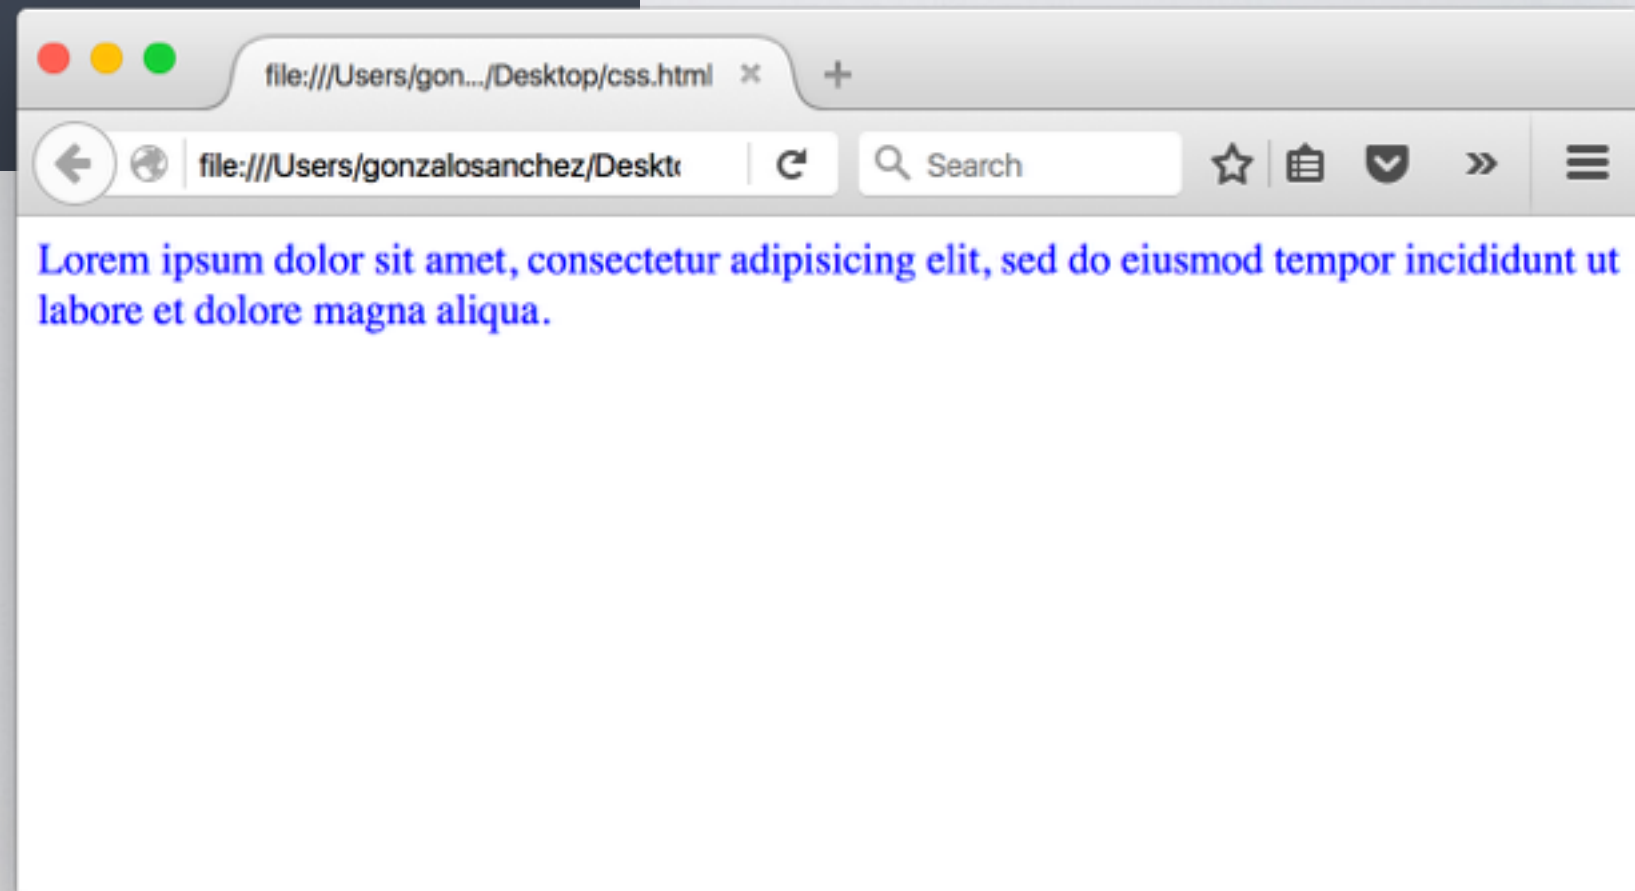 file:///Users/gon.../Desktop/css.html
file:///Users/gonzalosanchez/Deskto
Search
Lorem ipsum dolor sit amet, consectetur adipisicing elit, sed do eiusmod tempor incididunt ut
labore et dolore magna aliqua.